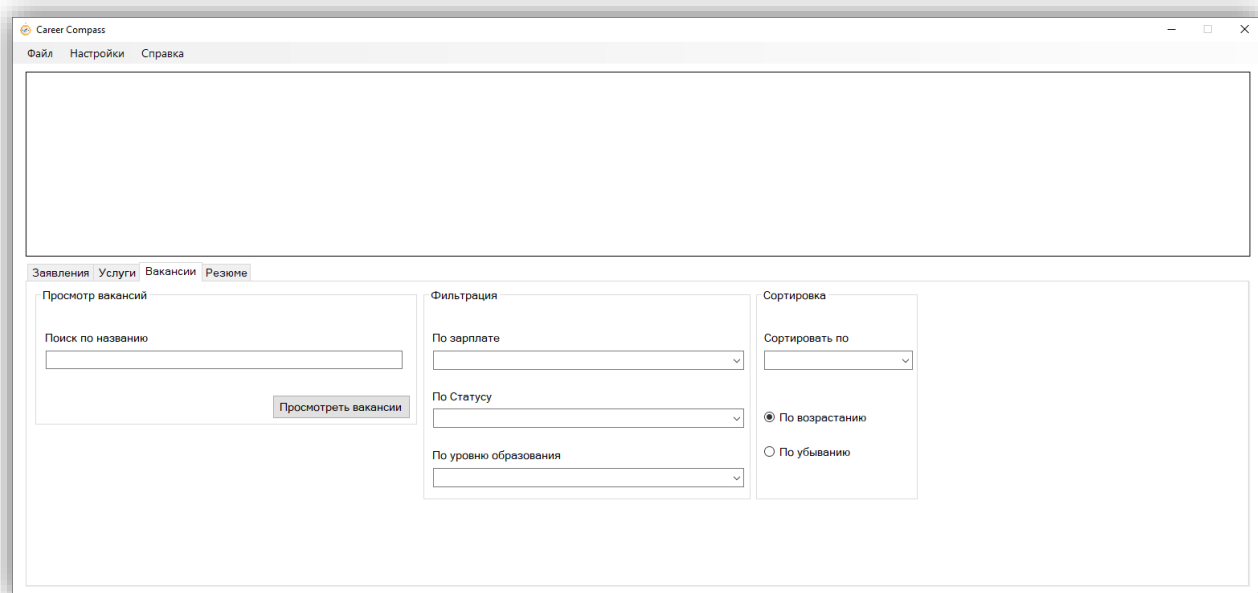 Career Compass
Файл Настройки Справка
Заявления Услуги Вакансии Резюме
Просмотр вакансий
Поиск по названию
Просмотреть вакансии
Фильтрация
По зарплате
По Статусу
По уровню образования
Сортировка
Сортировать по
По возрастанию
По убыванию